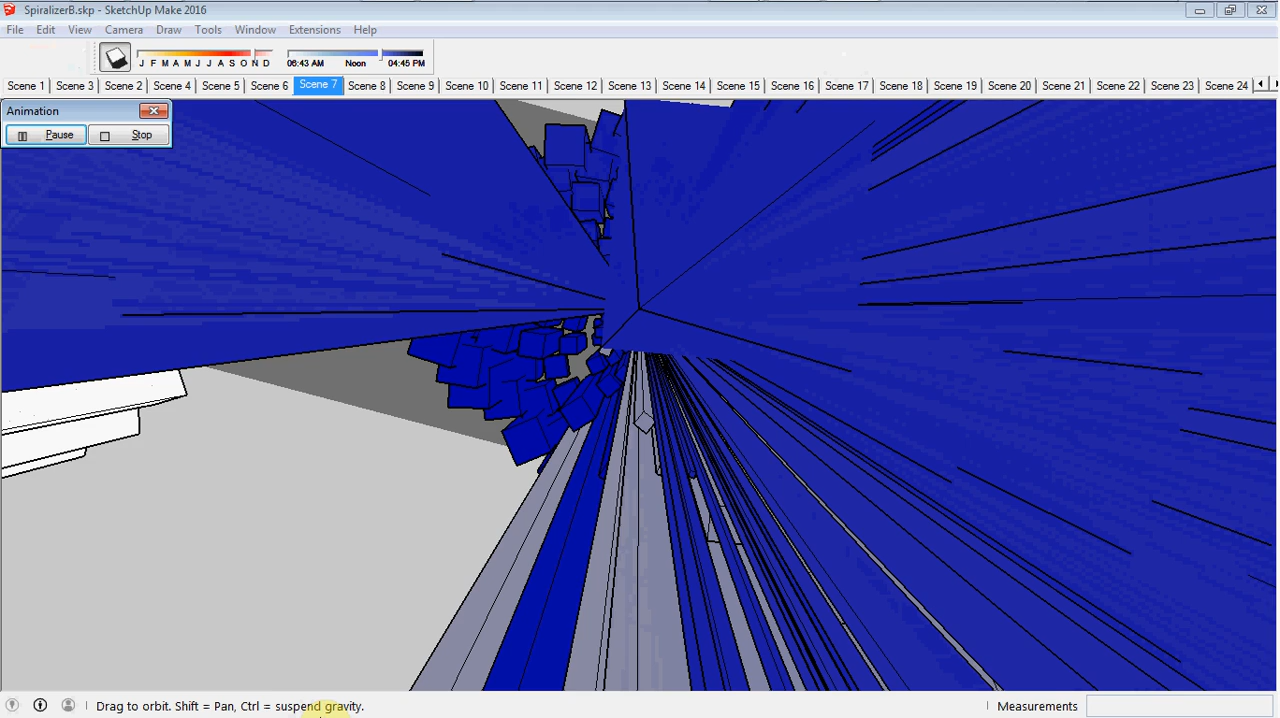 SpiralizerB.skp - SketchUp Make 2016
File Edit View Camera Draw Tools Window Extensions Help
J F M A M J J A S O N D 06:43 AM Noon 04:45 PM
Scene 1 Scene 3 Scene 2 Scene 4 Scene 5 Scene 6 Scene 7 Scene 8 Scene 9 Scene 10 Scene 11 Scene 12 Scene 13 Scene 14 Scene 15 Scene 16 Scene 17 Scene 18 Scene 19 Scene 20 Scene 21 Scene 22 Scene 23 Scene 24
Animation
Pause Stop
Drag to orbit. Shift = Pan, Ctrl = suspend gravity. Measurements